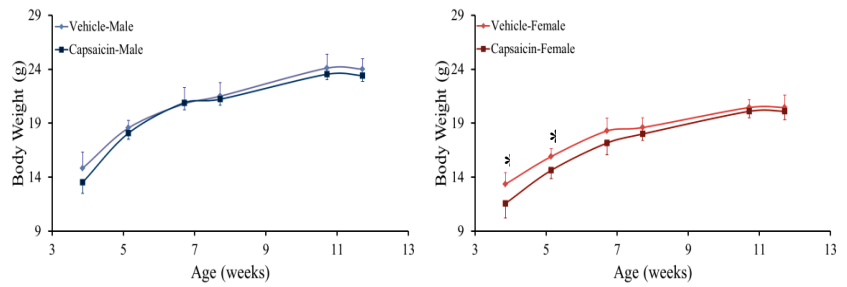 29
24
19
14
9
Body Weight (g)
Vehicle-Male
Capsaicin-Male
3 5 7 9 11 13
Age (weeks)
29
24
19
14
9
Body Weight (g)
Vehicle-Female
Capsaicin-Female
*
*
3 5 7 9 11 13
Age (weeks)